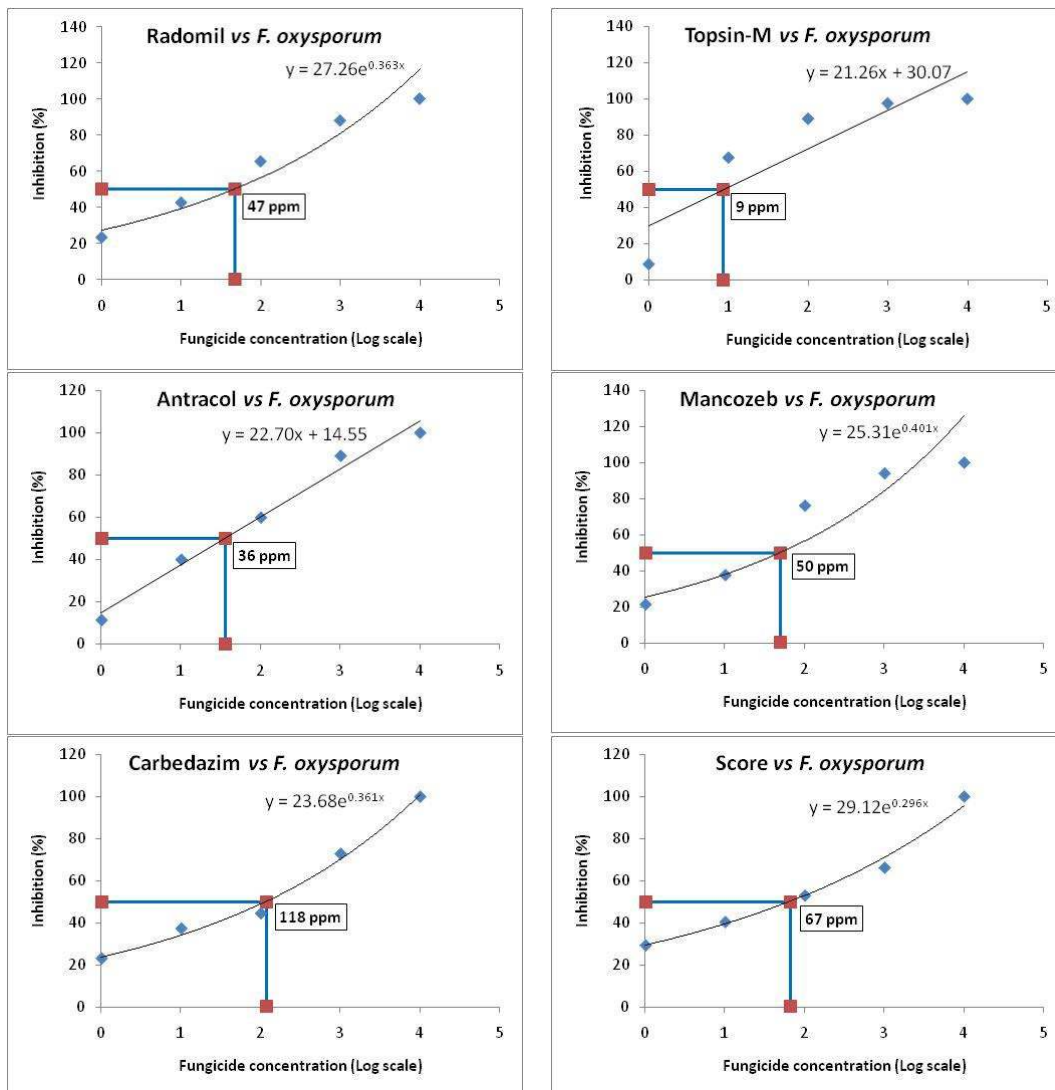 Radomil vs F. oxysporum
y = 27.26e^0.363x
Inhibition (%)
140
120
100
80
60
40
20
0
47 ppm
0 1 2 3 4 5
Fungicide concentration (Log scale)
Topsin-M vs F. oxysporum
y = 21.26x + 30.07
Inhibition (%)
140
120
100
80
60
40
20
0
9 ppm
0 1 2 3 4 5
Fungicide concentration (Log scale)
Antracol vs F. oxysporum
y = 22.70x + 14.55
Inhibition (%)
120
100
80
60
40
20
0
36 ppm
0 1 2 3 4 5
Fungicide concentration (Log scale)
Mancozeb vs F. oxysporum
y = 25.31e^0.401x
Inhibition (%)
140
120
100
80
60
40
20
0
50 ppm
0 1 2 3 4 5
Fungicide concentration (Log scale)
Carbedazim vs F. oxysporum
y = 23.68e^0.361x
Inhibition (%)
120
100
80
60
40
20
0
118 ppm
0 1 2 3 4 5
Fungicide concentration (Log scale)
Score vs F. oxysporum
y = 29.12e^0.296x
Inhibition (%)
120
100
80
60
40
20
0
67 ppm
0 1 2 3 4 5
Fungicide concentration (Log scale)